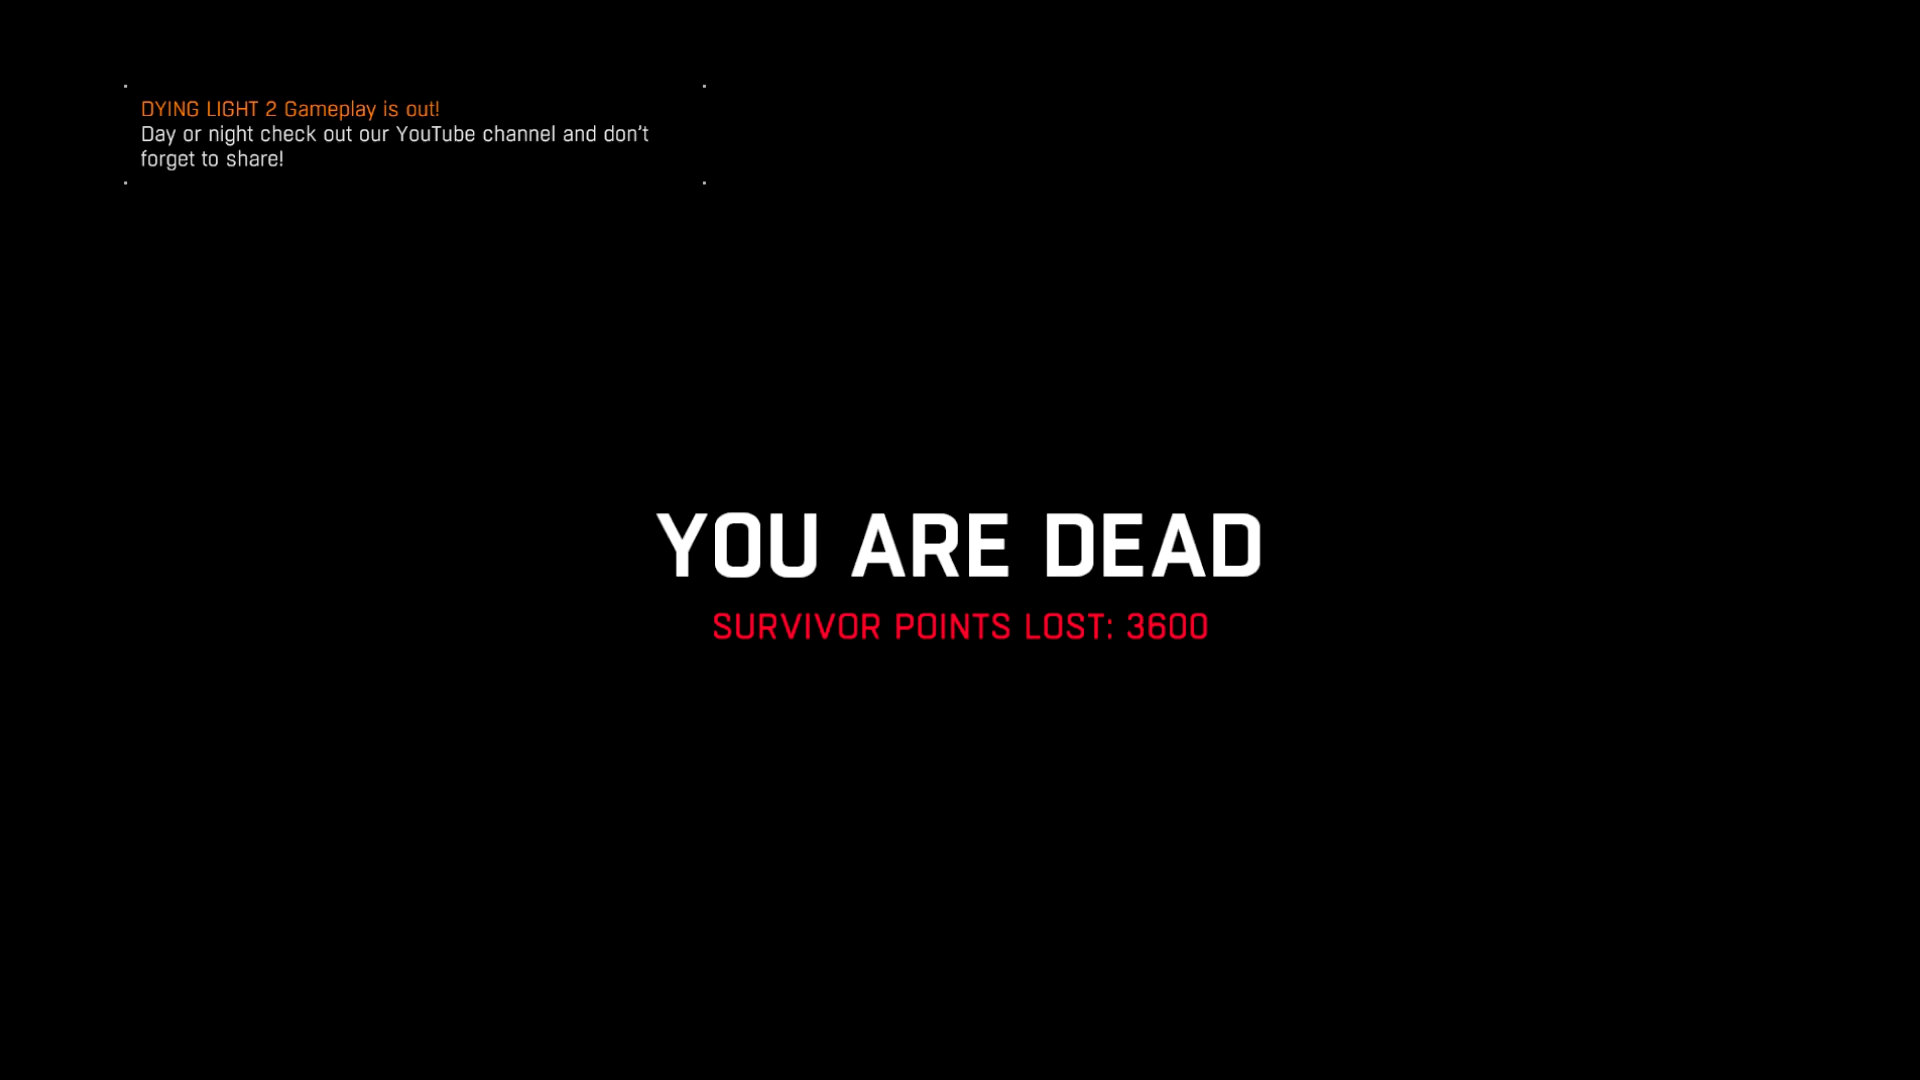 DYING LIGHT 2 Gameplay is out!
Day or night check out our YouTube channel and don't
forget to share!
YOU ARE DEAD
SURVIVOR POINTS LOST: 3600